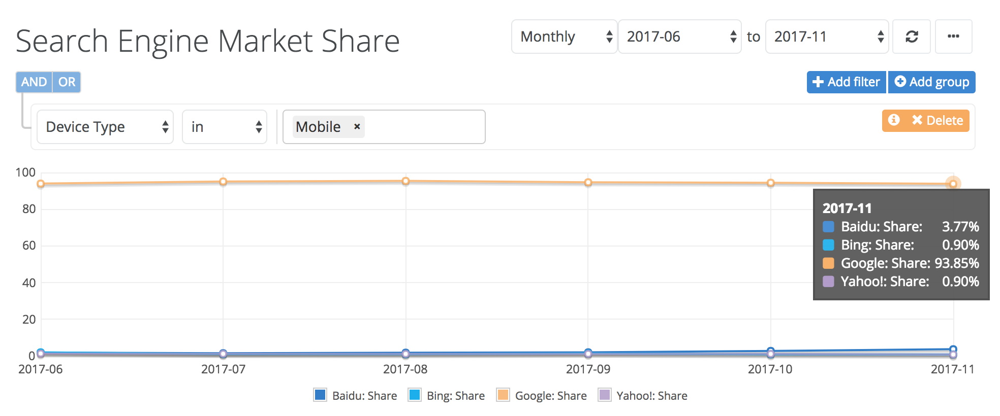 Search Engine Market Share
Monthly 2017-06 to 2017-11
AND OR
Add filter Add group
Device Type in Mobile × Delete
100
80
60
40
20
0
2017-11
Baidu: Share: 3.77%
Bing: Share: 0.90%
Google: Share: 93.85%
Yahoo!: Share: 0.90%
2017-06 2017-07 2017-08 2017-09 2017-10 2017-11
Baidu: Share Bing: Share Google: Share Yahoo!: Share